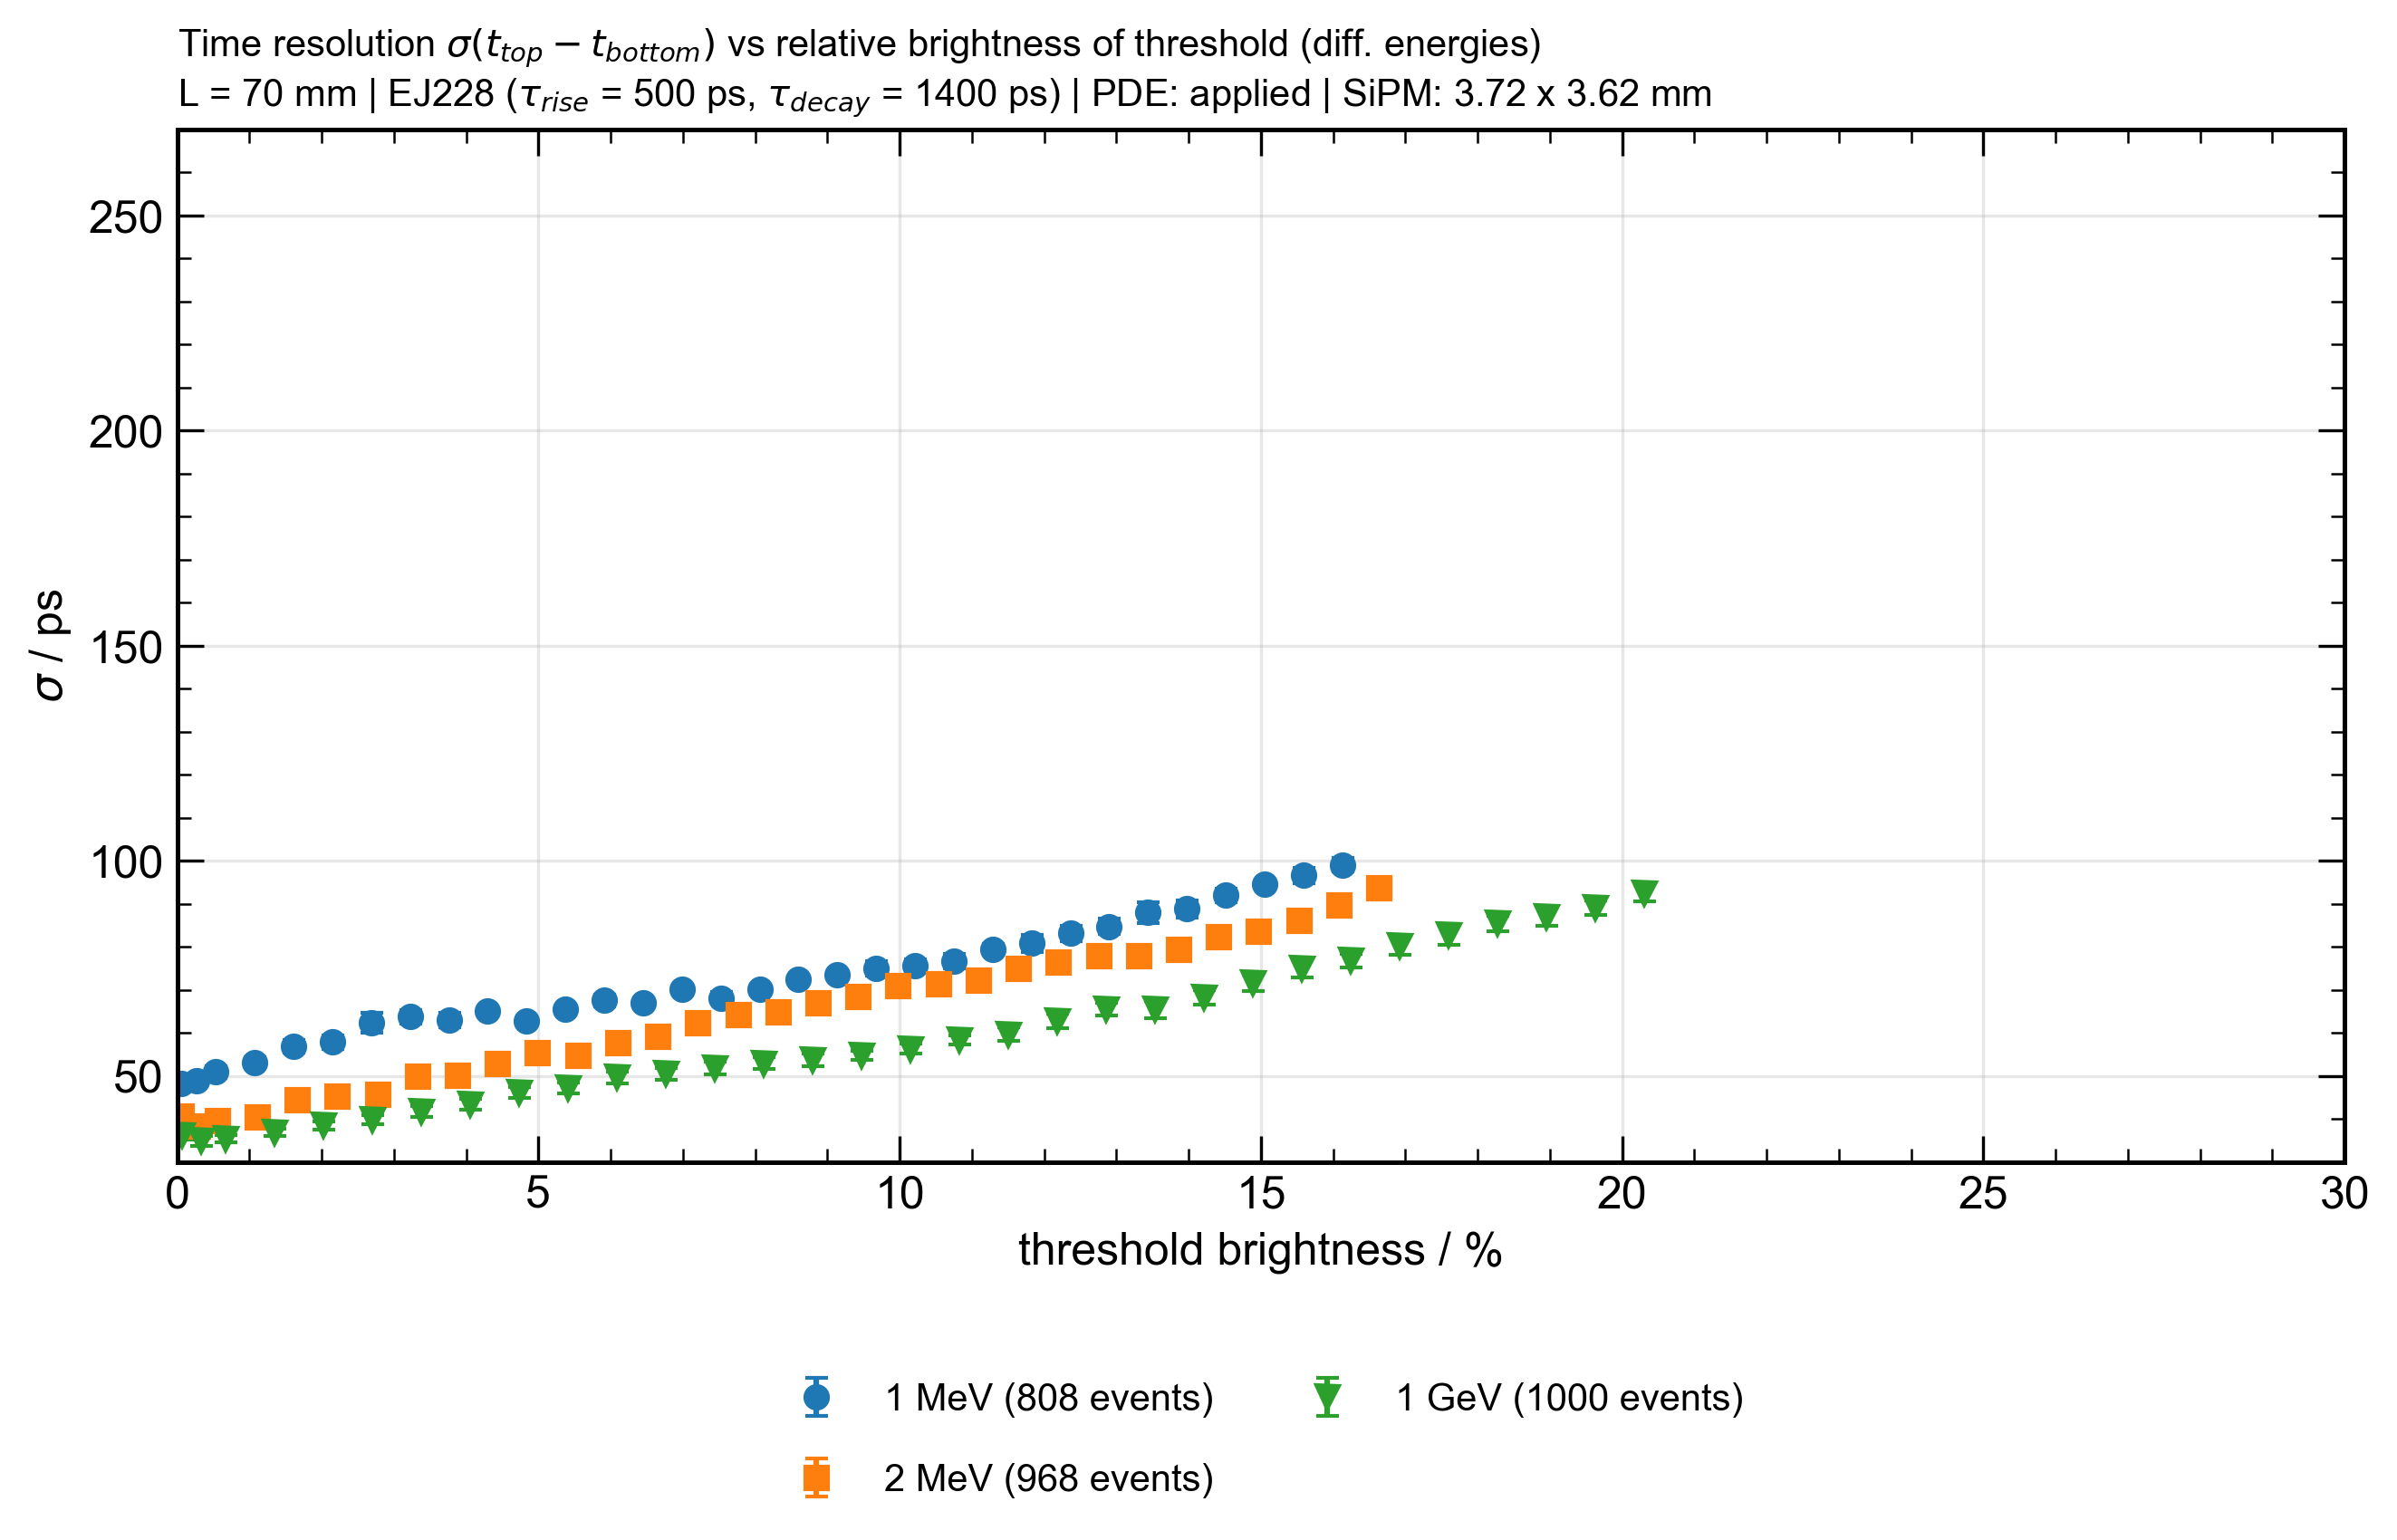 Time resolution σ(t_top − t_bottom) vs relative brightness of threshold (diff. energies)
L = 70 mm | EJ228 (τ_rise = 500 ps, τ_decay = 1400 ps) | PDE: applied | SiPM: 3.72 x 3.62 mm
250
200
150
100
50
σ / ps
0 5 10 15 20 25 30
threshold brightness / %
1 MeV (808 events)
2 MeV (968 events)
1 GeV (1000 events)